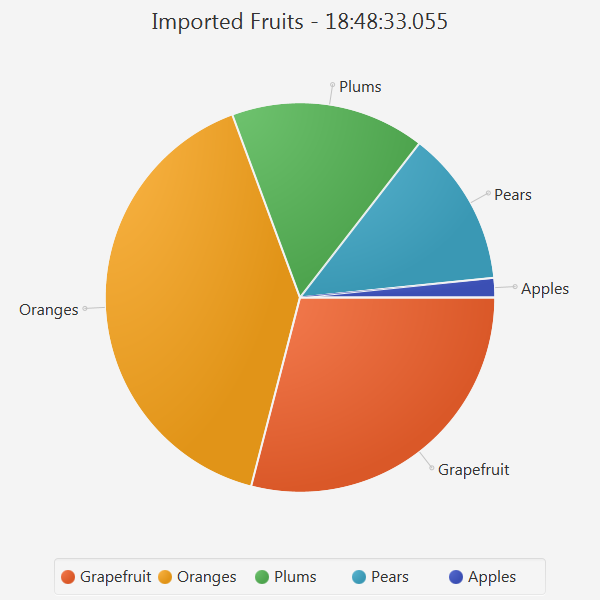 Imported Fruits - 18:48:33.055
Plums
Pears
Apples
Oranges
Grapefruit
Grapefruit Oranges Plums Pears Apples